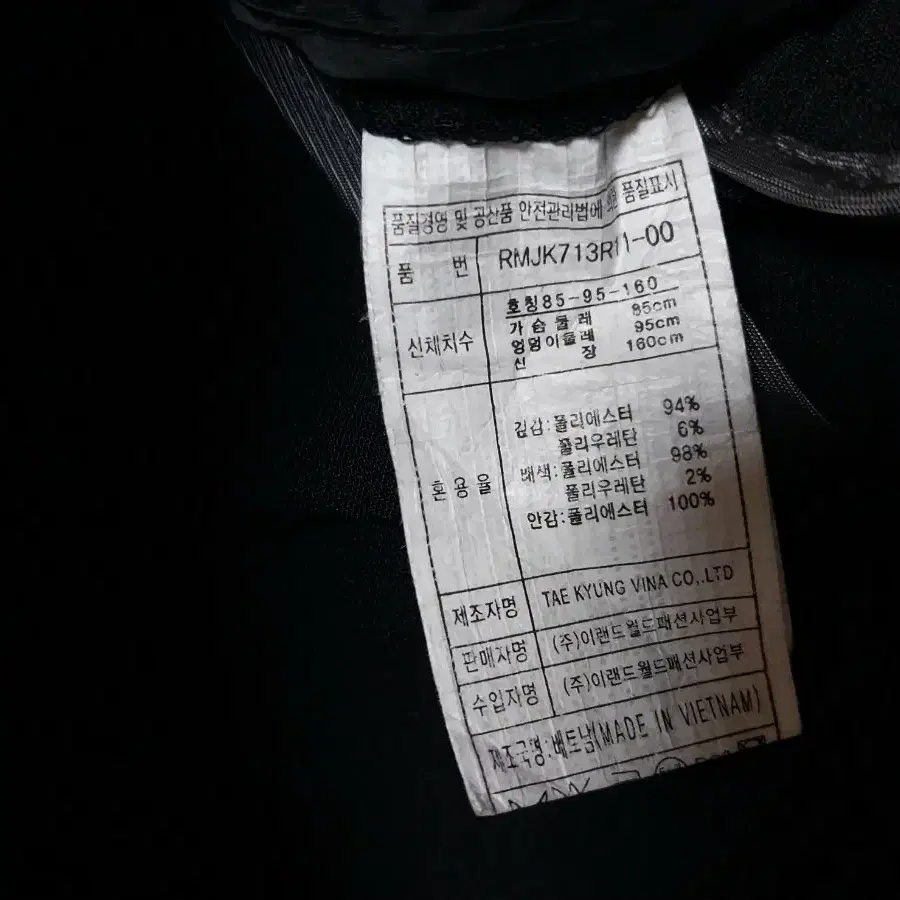 품질경영 및 공산품 안전관리법에 의한 품질표시
품 번 RMJK713R11-00
신체치수
호칭85-95-160
가슴둘레 85cm
엉덩이둘레 95cm
신 장 160cm
혼용율
겉감:폴리에스터 94%
폴리우레탄 6%
배색:폴리에스터 98%
폴리우레탄 2%
안감:폴리에스터 100%
제조자명 TAE KYUNG VINA CO,.LTD
판매자명 (주)이랜드월드패션사업부
수입자명 (주)이랜드월드패션사업부
제조국명:베트남(MADE IN VIETNAM)